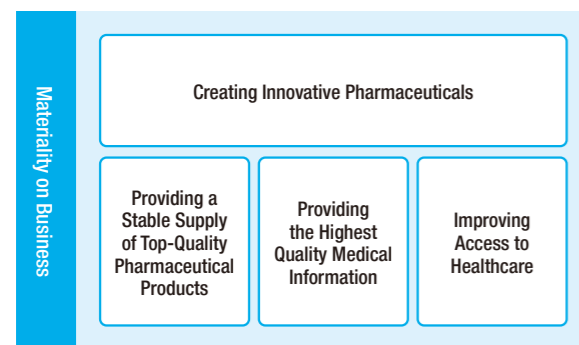 Materiality on Business
Creating Innovative Pharmaceuticals
Providing a
Stable Supply
of Top-Quality
Pharmaceutical
Products
Providing
the Highest
Quality Medical
Information
Improving
Access to
Healthcare